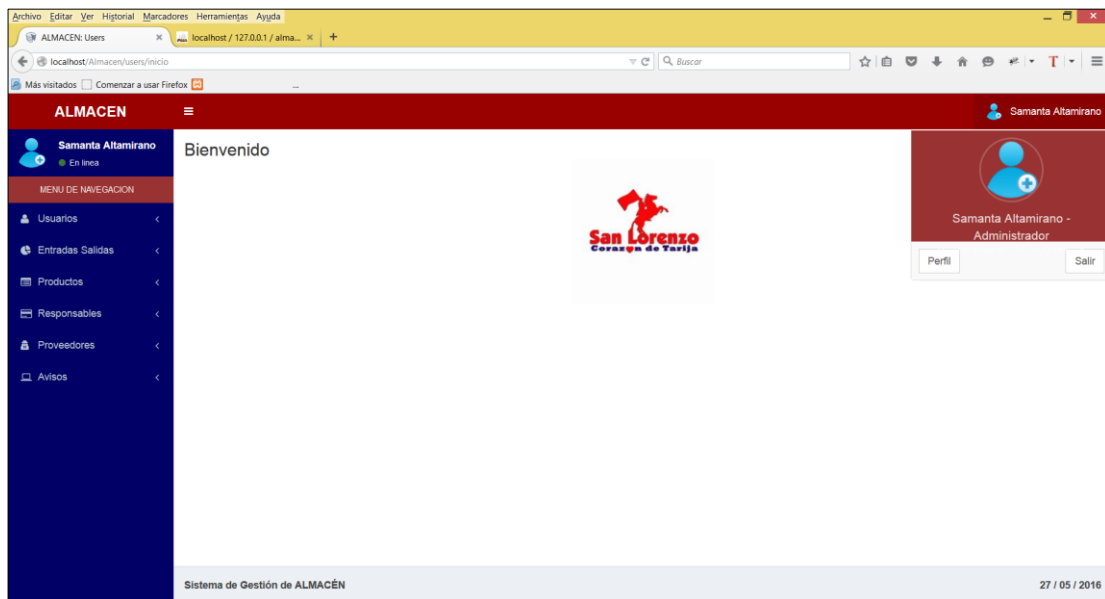 Archivo Editar Ver Historial Marcadores Herramientas Ayuda
ALMACEN: Users
localhost / 127.0.0.1 / alma...
localhost/Almacen/users/inicio
Buscar
Más visitados Comenzar a usar Firefox
ALMACEN
Samanta Altamirano
Samanta Altamirano
En linea
MENU DE NAVEGACION
Usuarios
Entradas Salidas
Productos
Responsables
Proveedores
Avisos
Bienvenido
San Lorenzo
Corazon de Tarija
Samanta Altamirano -
Administrador
Perfil
Salir
Sistema de Gestión de ALMACÉN
27 / 05 / 2016